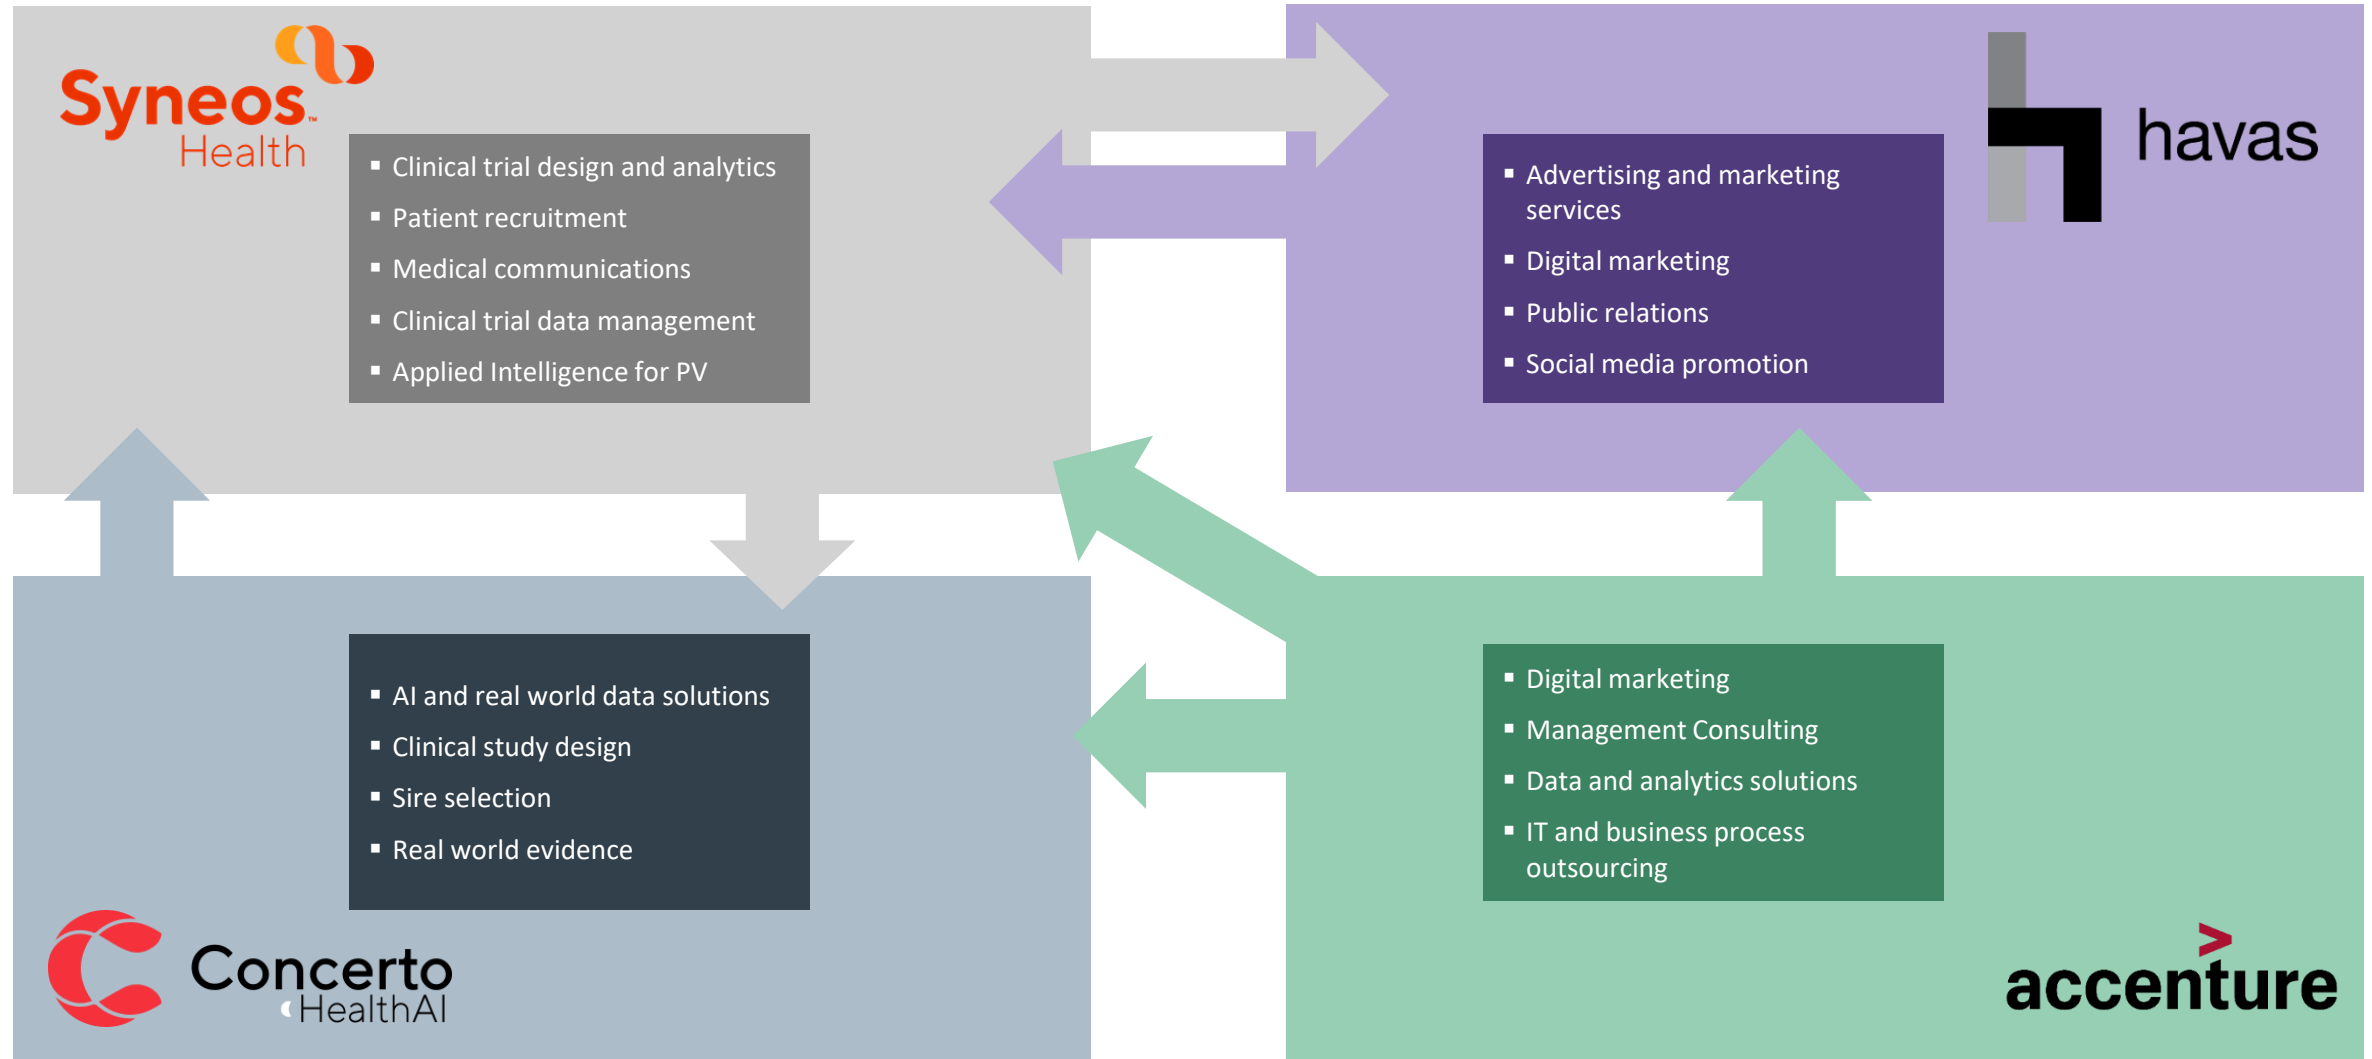 Syneos™
Health
▪ Clinical trial design and analytics
▪ Patient recruitment
▪ Medical communications
▪ Clinical trial data management
▪ Applied Intelligence for PV
havas
▪ Advertising and marketing
services
▪ Digital marketing
▪ Public relations
▪ Social media promotion
▪ AI and real world data solutions
▪ Clinical study design
▪ Sire selection
▪ Real world evidence
Concerto
HealthAI
▪ Digital marketing
▪ Management Consulting
▪ Data and analytics solutions
▪ IT and business process
outsourcing
accenture